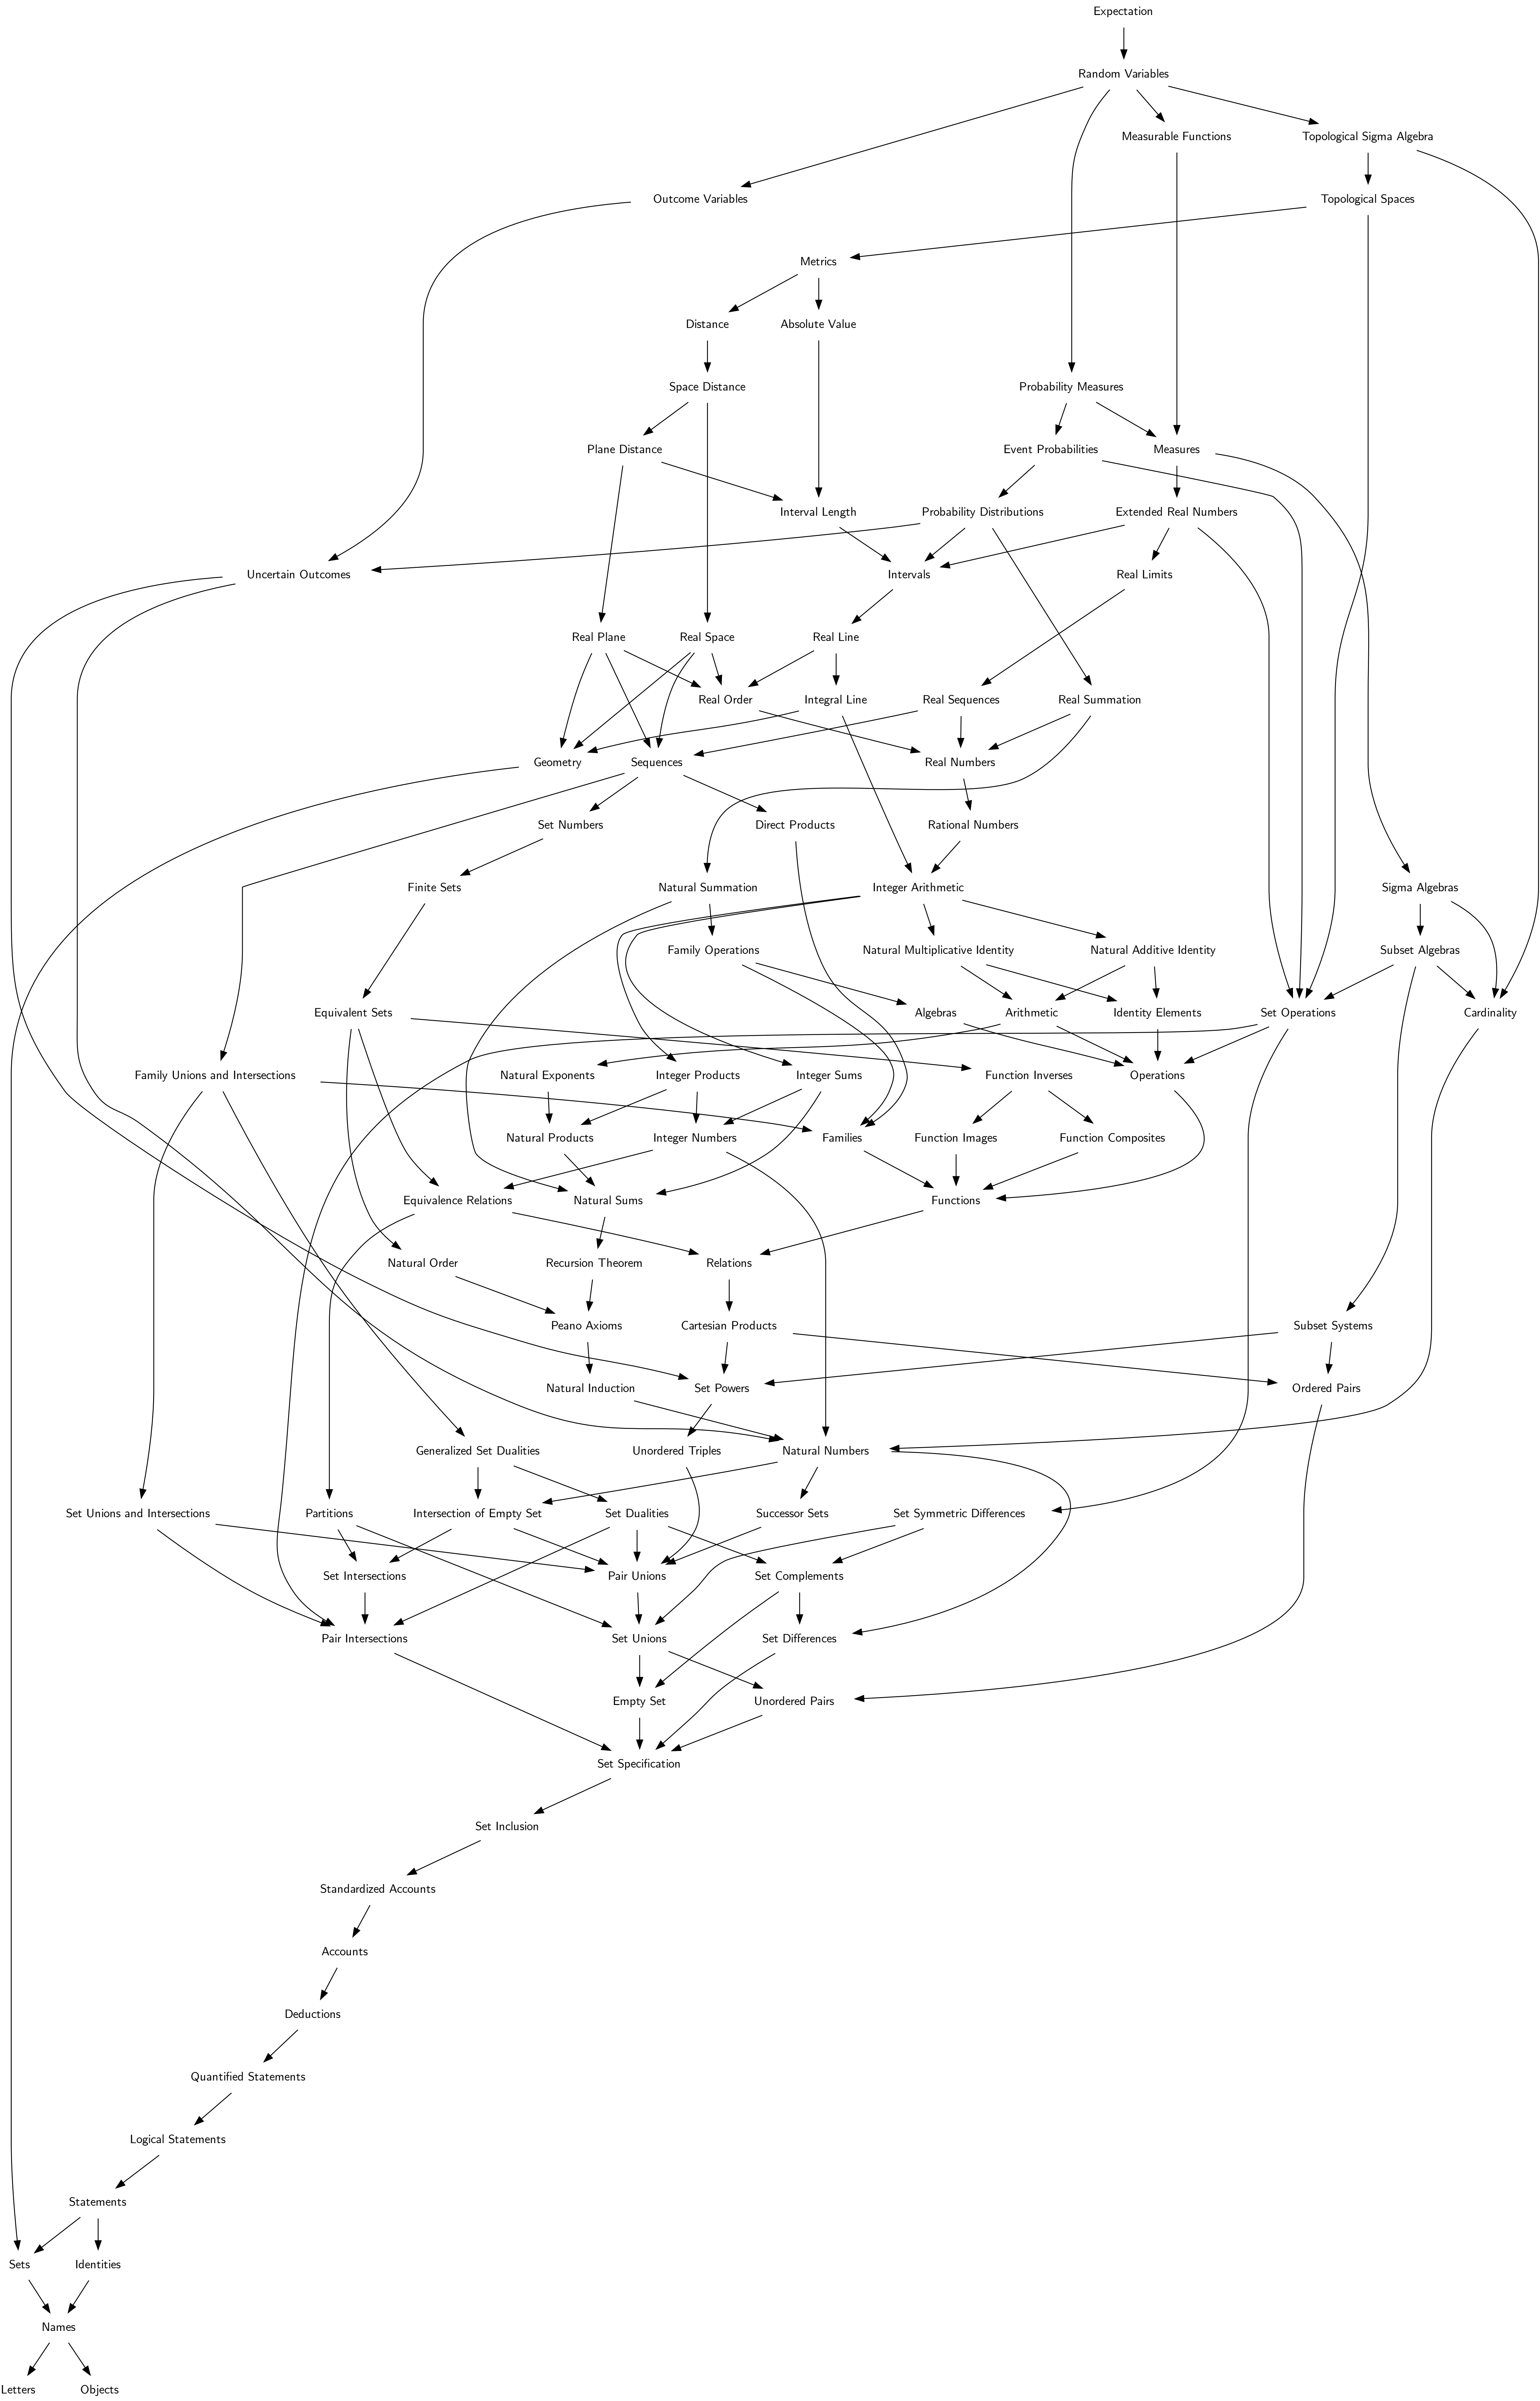 Expectation
Random Variables
Measurable Functions
Topological Sigma Algebra
Outcome Variables
Topological Spaces
Metrics
Distance
Absolute Value
Space Distance
Probability Measures
Plane Distance
Event Probabilities
Measures
Interval Length
Probability Distributions
Extended Real Numbers
Uncertain Outcomes
Intervals
Real Limits
Real Plane
Real Space
Real Line
Real Order
Integral Line
Real Sequences
Real Summation
Geometry
Sequences
Real Numbers
Set Numbers
Direct Products
Rational Numbers
Finite Sets
Natural Summation
Integer Arithmetic
Sigma Algebras
Family Operations
Natural Multiplicative Identity
Natural Additive Identity
Subset Algebras
Equivalent Sets
Algebras
Arithmetic
Identity Elements
Set Operations
Cardinality
Family Unions and Intersections
Natural Exponents
Integer Products
Integer Sums
Function Inverses
Operations
Natural Products
Integer Numbers
Families
Function Images
Function Composites
Equivalence Relations
Natural Sums
Functions
Natural Order
Recursion Theorem
Relations
Peano Axioms
Cartesian Products
Subset Systems
Natural Induction
Set Powers
Ordered Pairs
Generalized Set Dualities
Unordered Triples
Natural Numbers
Set Unions and Intersections
Partitions
Intersection of Empty Set
Set Dualities
Successor Sets
Set Symmetric Differences
Set Intersections
Pair Unions
Set Complements
Pair Intersections
Set Unions
Set Differences
Empty Set
Unordered Pairs
Set Specification
Set Inclusion
Standardized Accounts
Accounts
Deductions
Quantified Statements
Logical Statements
Statements
Sets
Identities
Names
Letters
Objects